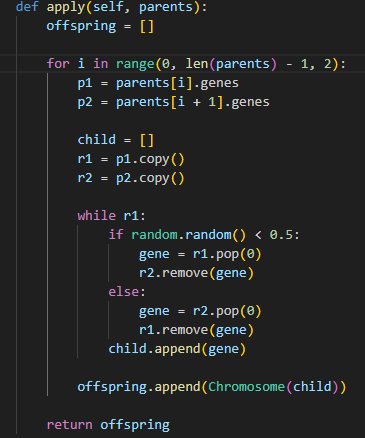 def apply(self, parents):
    offspring = []

    for i in range(0, len(parents) - 1, 2):
        p1 = parents[i].genes
        p2 = parents[i + 1].genes

        child = []
        r1 = p1.copy()
        r2 = p2.copy()

        while r1:
            if random.random() < 0.5:
                gene = r1.pop(0)
                r2.remove(gene)
            else:
                gene = r2.pop(0)
                r1.remove(gene)
            child.append(gene)

        offspring.append(Chromosome(child))

    return offspring